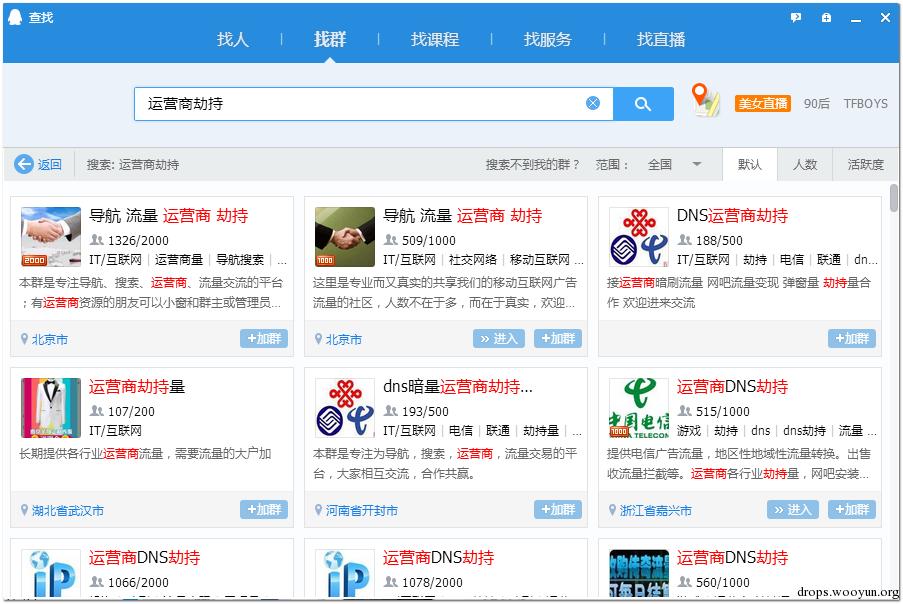 查找
找人 找群 找课程 找服务 找直播
运营商劫持
美女直播 90后 TFBOYS
返回 搜索: 运营商劫持 搜索不到我的群？ 范围： 全国 默认 人数 活跃度
导航 流量 运营商 劫持
1326/2000
IT/互联网 | 运营商量 | 导航搜索 | ...
2000
本群是专注导航、搜索、运营商、流量交流的平台
；有运营商资源的朋友可以小窗和群主或管理员...
北京市 +加群
导航 流量 运营商 劫持
509/1000
IT/互联网 | 社交网络 | 移动互联网 ...
1000
这里是专业而又真实的共享我们的移动互联网广告
流量的社区，人数不在于多，而在于真实，欢迎...
北京市 » 进入 +加群
DNS运营商劫持
188/500
IT/互联网 | 劫持 | 电信 | 联通 | dn...
接运营商暗刷流量 网吧流量变现 弹窗量 劫持量合
作 欢迎进来交流
+加群
运营商劫持量
107/200
IT/互联网
长期提供各行业运营商流量，需要流量的大户加
湖北省武汉市 +加群
dns暗量运营商劫持...
193/500
IT/互联网 | 电信 | 联通 | 劫持量 | ...
本群是专注为导航，搜索，运营商，流量交易的平
台，大家相互交流，合作共赢。
河南省开封市 +加群
运营商DNS劫持
515/1000
游戏 | 劫持 | dns | dns劫持 | 流量 ...
中国电信
CHINA TELECOM
1000
提供电信广告流量，地区性地域性流量转换。出售
收流量拦截等。运营商各行业劫持量，网吧安装...
浙江省嘉兴市 » 进入 +加群
运营商DNS劫持
1066/2000
iP
运营商DNS劫持
1078/2000
iP
运营商DNS劫持
560/1000
drops.wooyun.org